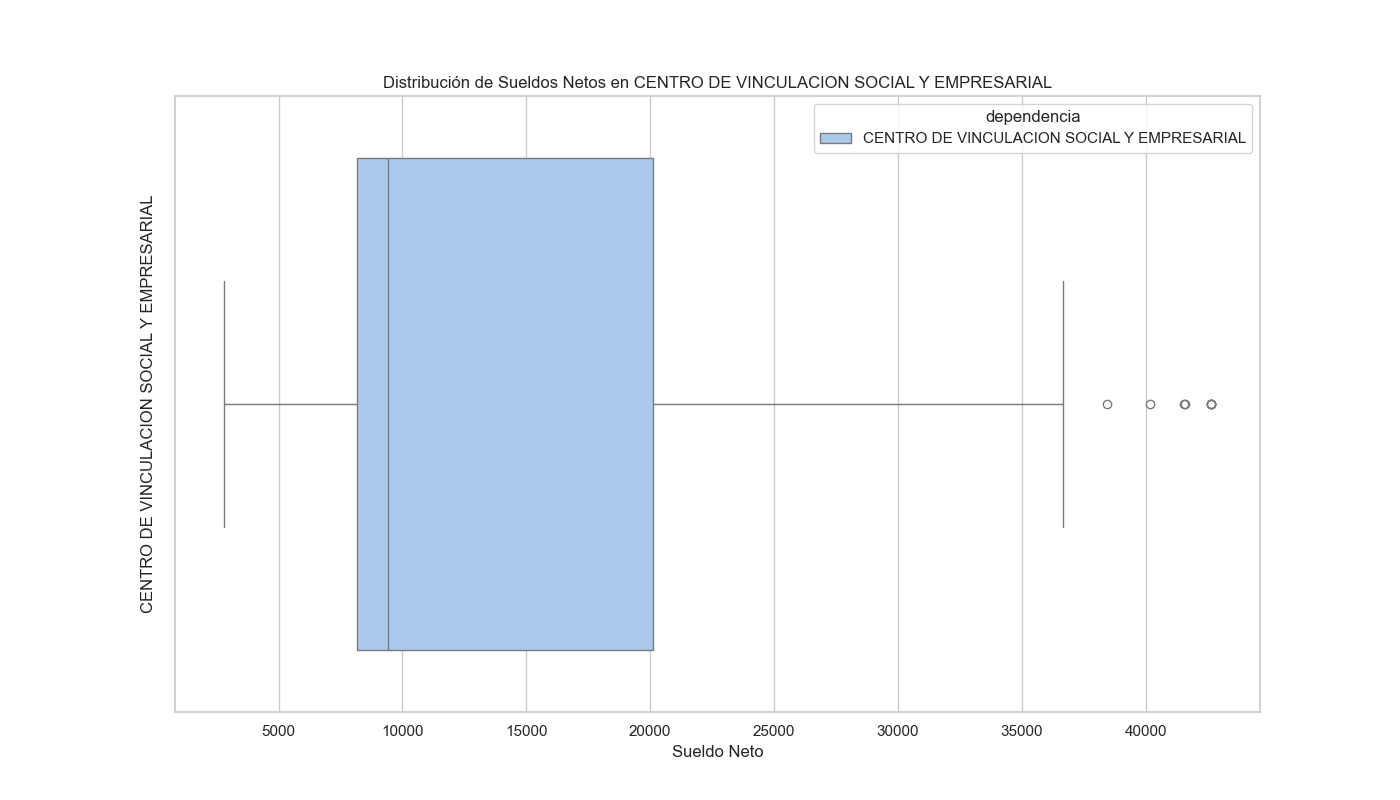 Distribución de Sueldos Netos en CENTRO DE VINCULACION SOCIAL Y EMPRESARIAL
dependencia
CENTRO DE VINCULACION SOCIAL Y EMPRESARIAL
CENTRO DE VINCULACION SOCIAL Y EMPRESARIAL
5000 10000 15000 20000 25000 30000 35000 40000
Sueldo Neto